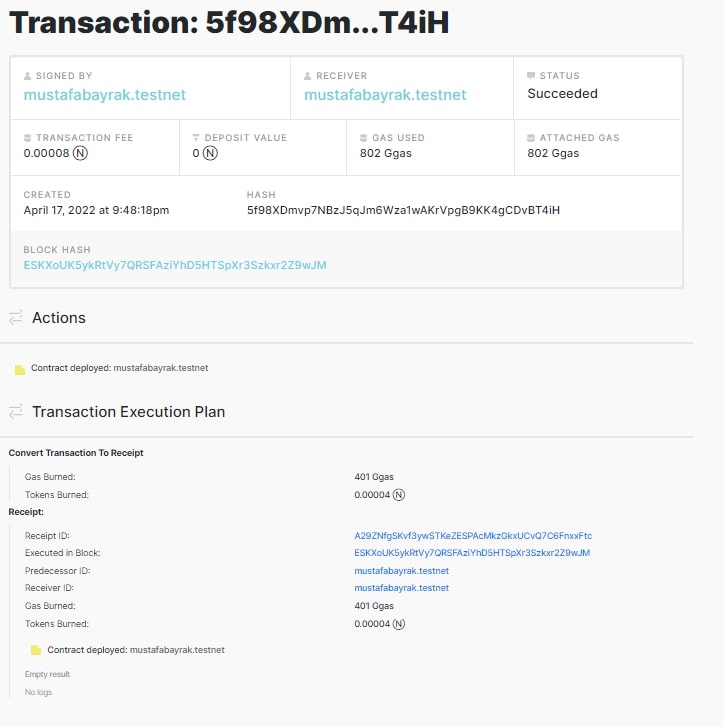 Transaction: 5f98XDm...T4iH
SIGNED BY
mustafabayrak.testnet
RECEIVER
mustafabayrak.testnet
STATUS
Succeeded
TRANSACTION FEE
0.00008 Ⓝ
DEPOSIT VALUE
0 Ⓝ
GAS USED
802 Ggas
ATTACHED GAS
802 Ggas
CREATED
April 17, 2022 at 9:48:18pm
HASH
5f98XDmvp7NBzJ5qJm6Wza1wAKrVpgB9KK4gCDvBT4iH
BLOCK HASH
ESKXoUK5ykRtVy7QRSFAziYhD5HTSpXr3Szkxr2Z9wJM
Actions
Contract deployed: mustafabayrak.testnet
Transaction Execution Plan
Convert Transaction To Receipt
Gas Burned: 401 Ggas
Tokens Burned: 0.00004 Ⓝ
Receipt:
Receipt ID: A29ZNfgSKvf3ywSTKeZESPAcMkzGkxUCvQ7C6FnxxFtc
Executed in Block: ESKXoUK5ykRtVy7QRSFAziYhD5HTSpXr3Szkxr2Z9wJM
Predecessor ID: mustafabayrak.testnet
Receiver ID: mustafabayrak.testnet
Gas Burned: 401 Ggas
Tokens Burned: 0.00004 Ⓝ
Contract deployed: mustafabayrak.testnet
Empty result
No logs